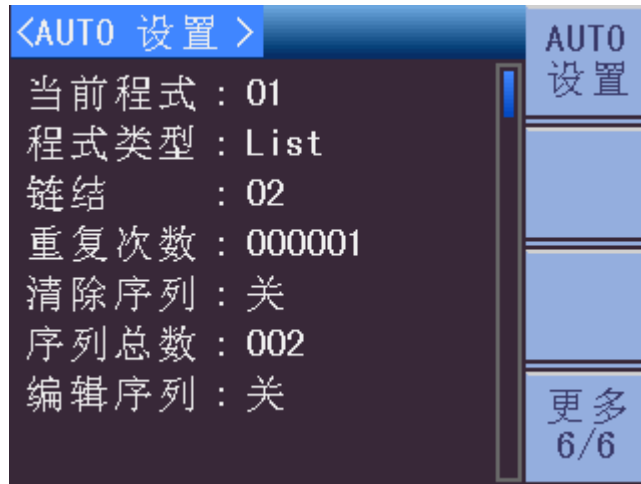 <AUTO 设置 >
当前程式：01
程式类型：List
链结　　：02
重复次数：000001
清除序列：关
序列总数：002
编辑序列：关
AUTO
设置
更多
6/6